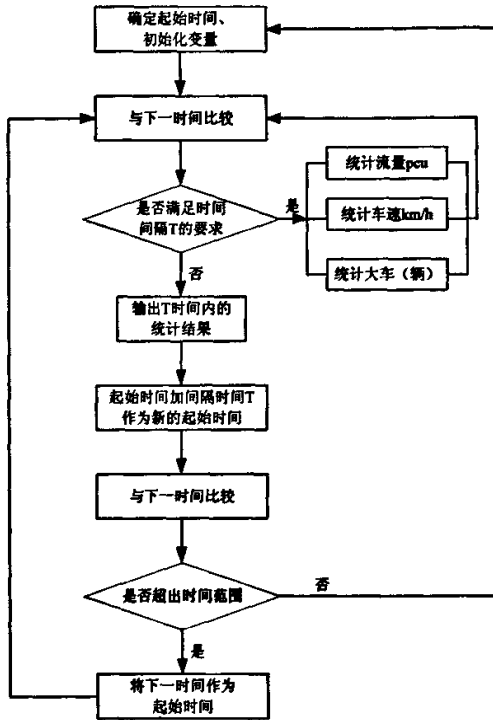 确定起始时间、
初始化变量
与下一时间比较
是否满足时间
间隔T的要求
是
统计流量pcu
统计车速km/h
统计大车（辆）
否
输出T时间内的
统计结果
起始时间加间隔时间T
作为新的起始时间
与下一时间比较
是否超出时间范围
否
是
将下一时间作为
起始时间